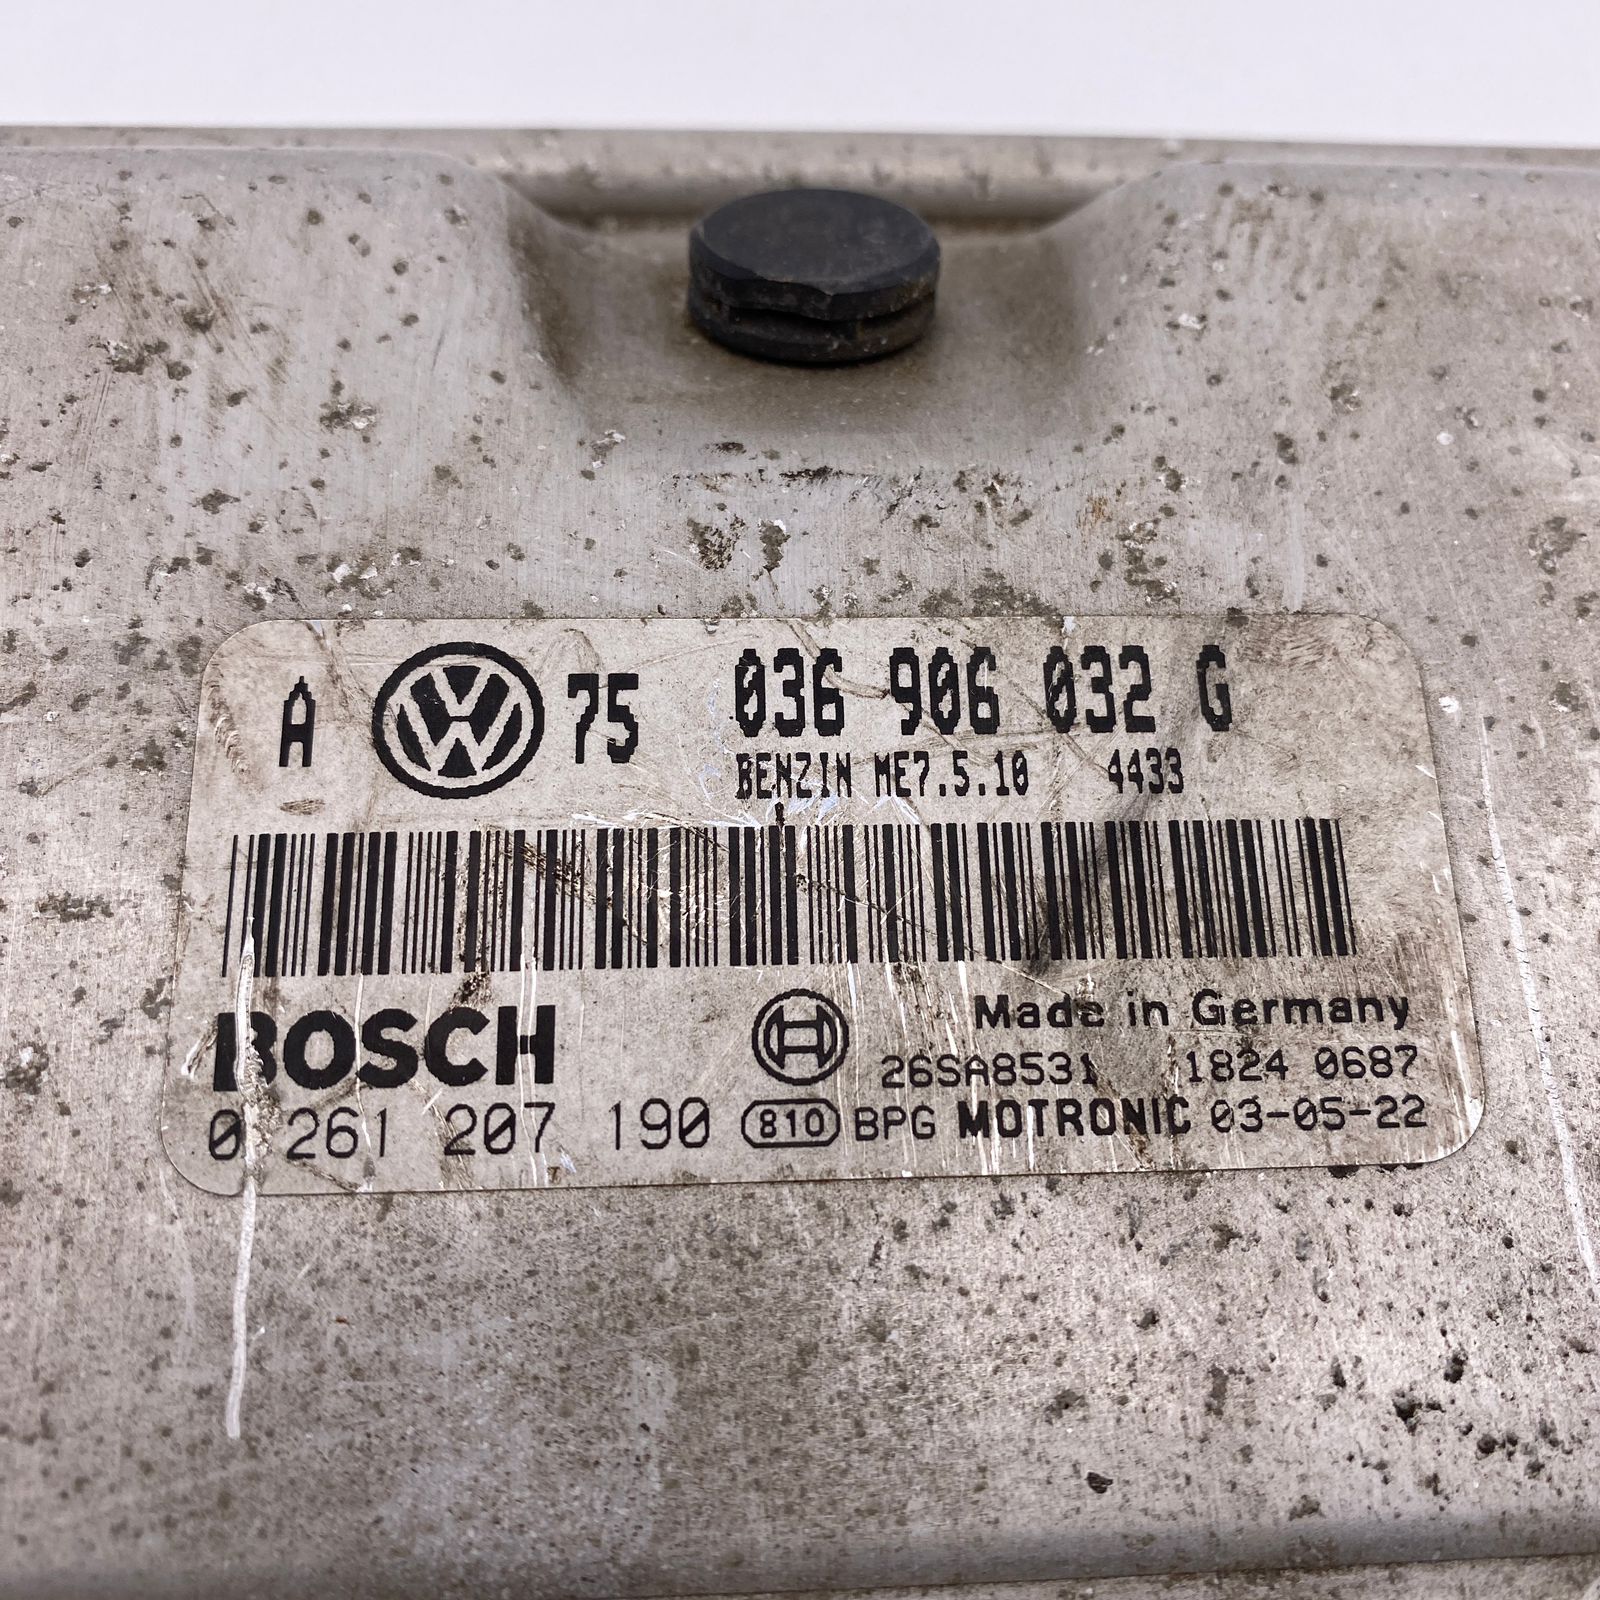 A VW 75 036 906 032 G
BENZIN ME7.5.10 4433
BOSCH Made in Germany
26SA8531 1824 0687
0 261 207 190 810 BPG MOTRONIC 03-05-22